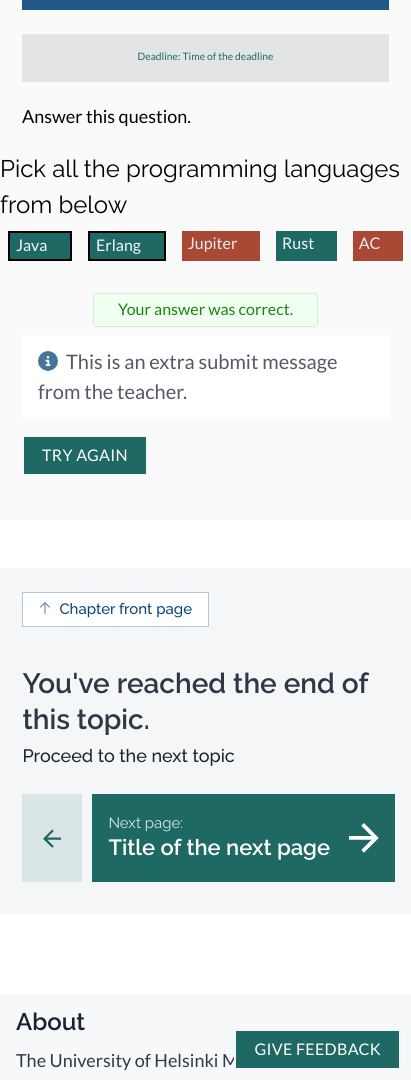 Deadline: Time of the deadline
Answer this question.
Pick all the programming languages
from below
Java Erlang Jupiter Rust AC
Your answer was correct.
This is an extra submit message
from the teacher.
TRY AGAIN
Chapter front page
You've reached the end of
this topic.
Proceed to the next topic
Next page:
Title of the next page
About
The University of Helsinki
GIVE FEEDBACK